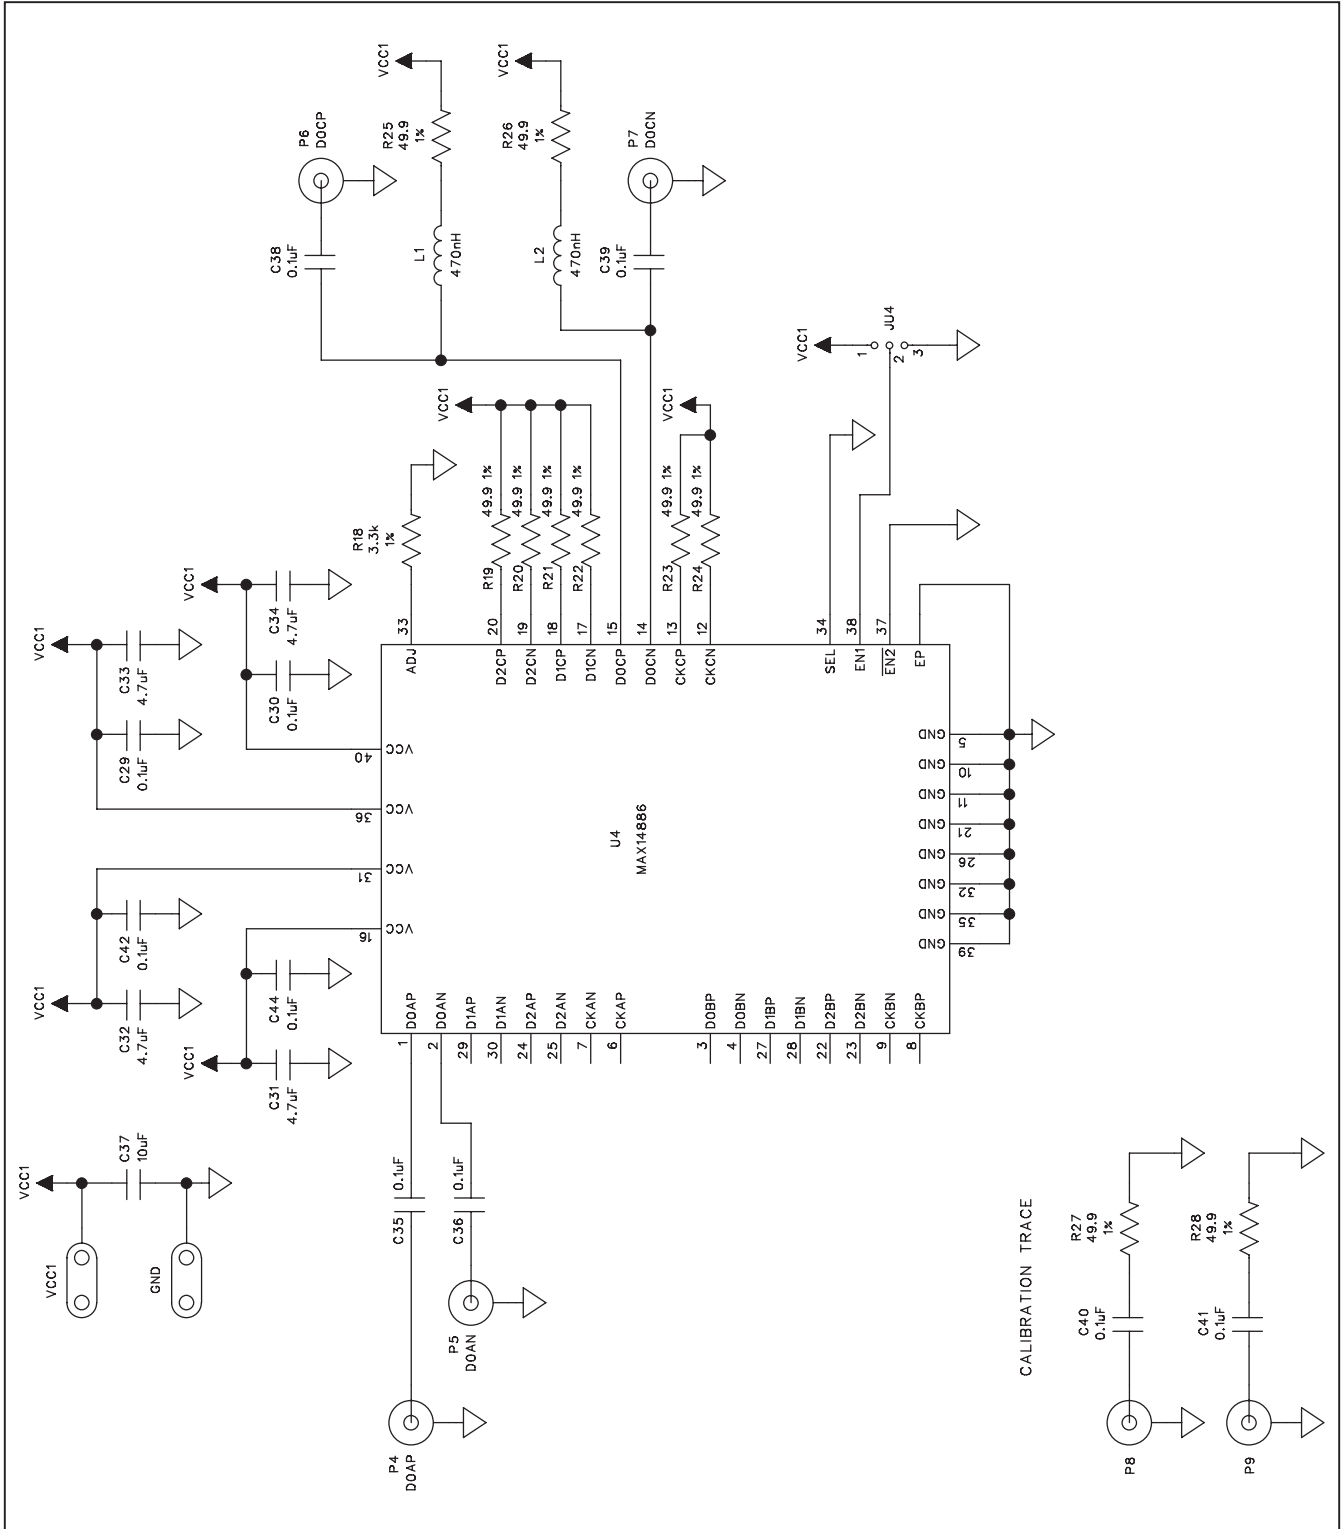 VCC1
R25
49.9
1%
VCC1
R26
49.9
1%
P6
D0CP
P7
D0CN
C38
0.1uF
L1
470nH
L2
470nH
C39
0.1uF
VCC1
JU4
1
2
3
VCC1
VCC1
R18
3.3k
1%
49.9 1%
49.9 1%
49.9 1%
49.9 1%
49.9 1%
49.9 1%
R19
R20
R21
R22
R23
R24
VCC1
C33
4.7uF
C29
0.1uF
VCC1
C34
4.7uF
C30
0.1uF
33
20
19
18
17
15
14
13
12
34
38
37
ADJ
D2CP
D2CN
D1CP
D1CN
D0CP
D0CN
CKCP
CKCN
SEL
EN1
EN2
EP
40 VCC
36 VCC
31 VCC
16 VCC
U4
MAX14886
GND 5
GND 10
GND 11
GND 21
GND 26
GND 32
GND 35
GND 39
VCC1
C42
0.1uF
C32
4.7uF
VCC1
C44
0.1uF
C31
4.7uF
D0AP
D0AN
D1AP
D1AN
D2AP
D2AN
CKAN
CKAP
D0BP
D0BN
D1BP
D1BN
D2BP
D2BN
CKBN
CKBP
1
2
29
30
24
25
7
6
3
4
27
28
22
23
9
8
VCC1
C37
10uF
VCC1
GND
C35
0.1uF
C36
0.1uF
P5
D0AN
P4
D0AP
CALIBRATION TRACE
R27
49.9
1%
C40
0.1uF
P8
R28
49.9
1%
C41
0.1uF
P9